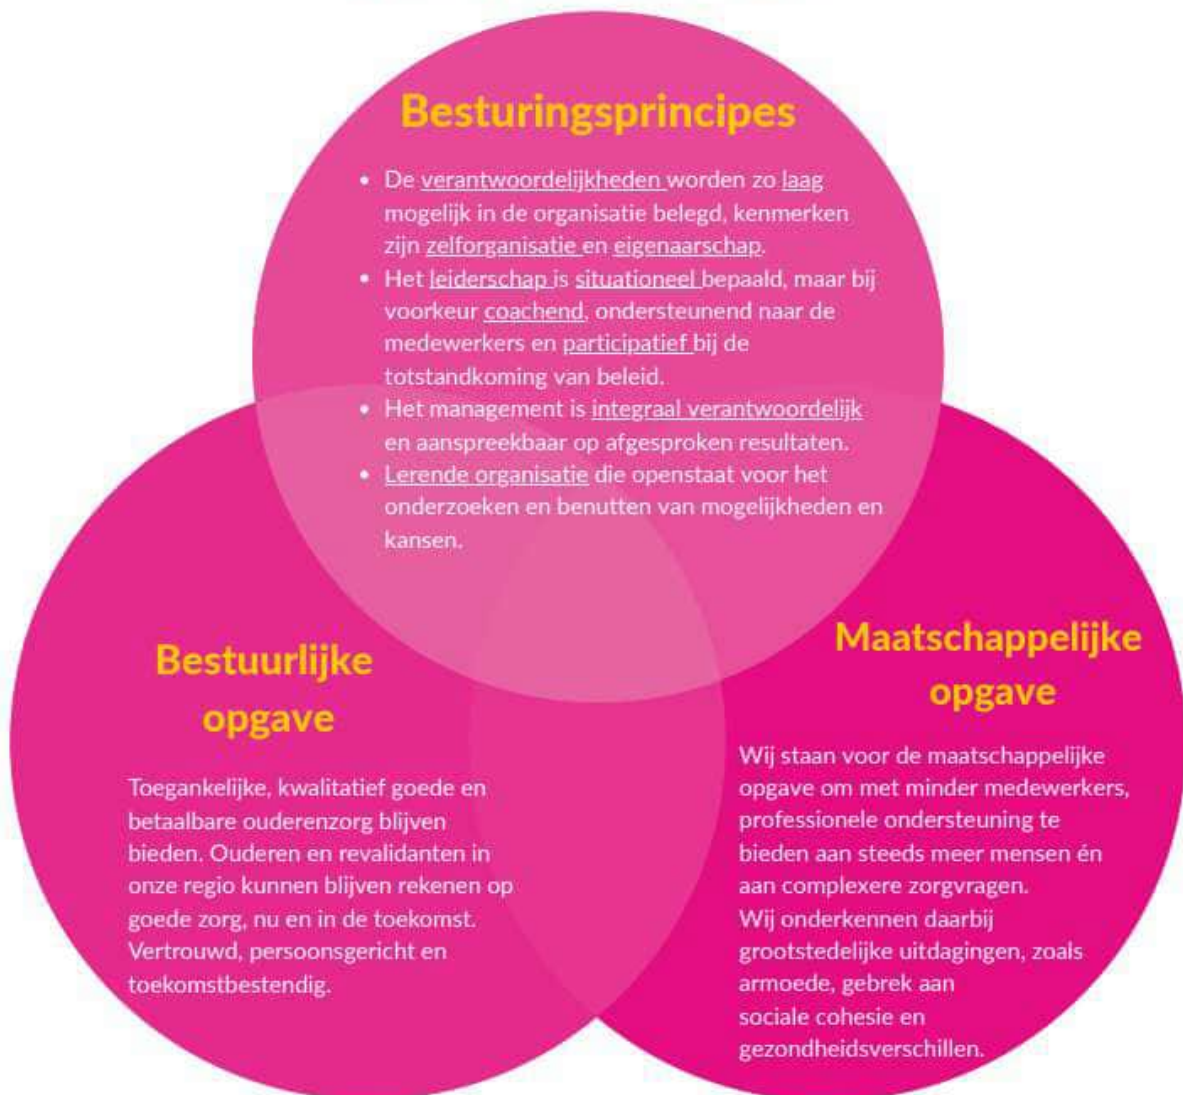 Besturingsprincipes
• De verantwoordelijkheden worden zo laag
mogelijk in de organisatie belegd, kenmerken
zijn zelforganisatie en eigenaarschap.
• Het leiderschap is situationeel bepaald, maar bij
voorkeur coachend, ondersteunend naar de
medewerkers en participatief bij de
totstandkoming van beleid.
• Het management is integraal verantwoordelijk
en aanspreekbaar op afgesproken resultaten.
• Lerende organisatie die openstaat voor het
onderzoeken en benutten van mogelijkheden en
kansen.
Bestuurlijke
opgave
Toegankelijke, kwalitatief goede en
betaalbare ouderenzorg blijven
bieden. Ouderen en revalidanten in
onze regio kunnen blijven rekenen op
goede zorg, nu en in de toekomst.
Vertrouwd, persoonsgericht en
toekomstbestendig.
Maatschappelijke
opgave
Wij staan voor de maatschappelijke
opgave om met minder medewerkers,
professionele ondersteuning te
bieden aan steeds meer mensen én
aan complexere zorgvragen.
Wij onderkennen daarbij
grootstedelijke uitdagingen, zoals
armoede, gebrek aan
sociale cohesie en
gezondheidsverschillen.